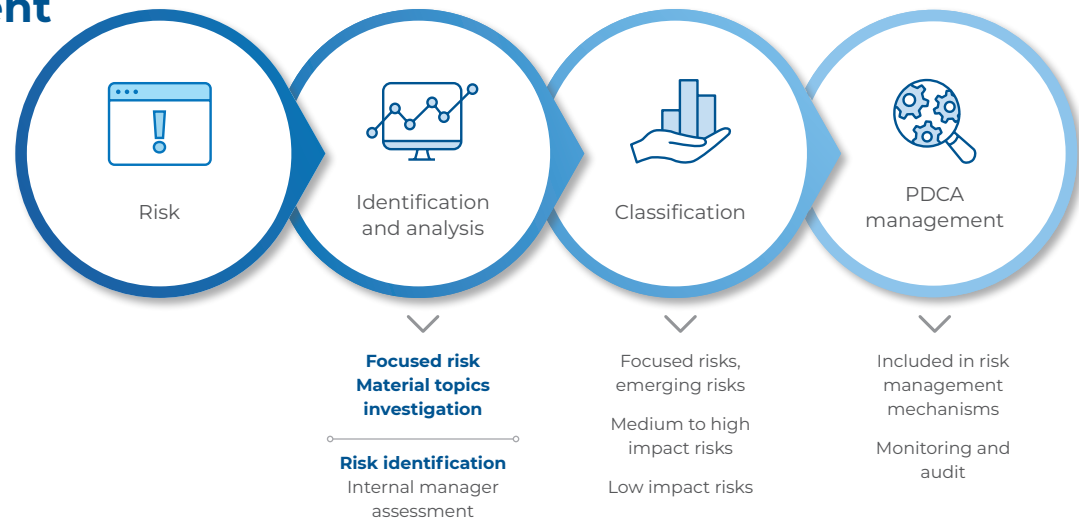 Risk
Identification
and analysis
Classification
PDCA
management
Focused risk
Material topics
investigation
Risk identification
Internal manager
assessment
Focused risks,
emerging risks
Medium to high
impact risks
Low impact risks
Included in risk
management
mechanisms
Monitoring and
audit